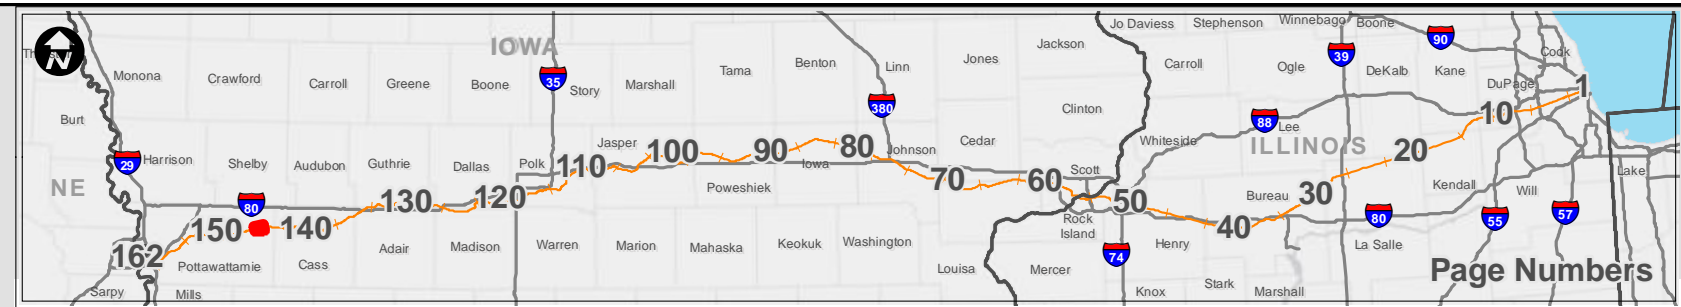 Jo Daviess Stephenson Winnebago Boone
IOWA
Jackson
90
39
Cook
N
Monona Crawford Carroll Greene Boone 35 Story Marshall Tama Benton Linn Jones Carroll Ogle DeKalb Kane
DuPage 1
Burt
380
Clinton
88 Lee
10
29 Harrison Shelby Audubon Guthrie Dallas Polk Jasper 110 100 90 80 Johnson Cedar Whiteside ILLINOIS 20
Iowa
NE
80
150 140 130 120
Poweshiek
70 60
Scott
50
Rock
Island
Bureau 30
Kendall Will Lake
162
Pottawattamie Cass Adair Madison Warren Marion Mahaska Keokuk Washington
74 Henry 40
80
La Salle
55 57
Louisa Mercer
Stark
Page Numbers
Sarpy Mills
Knox Marshall